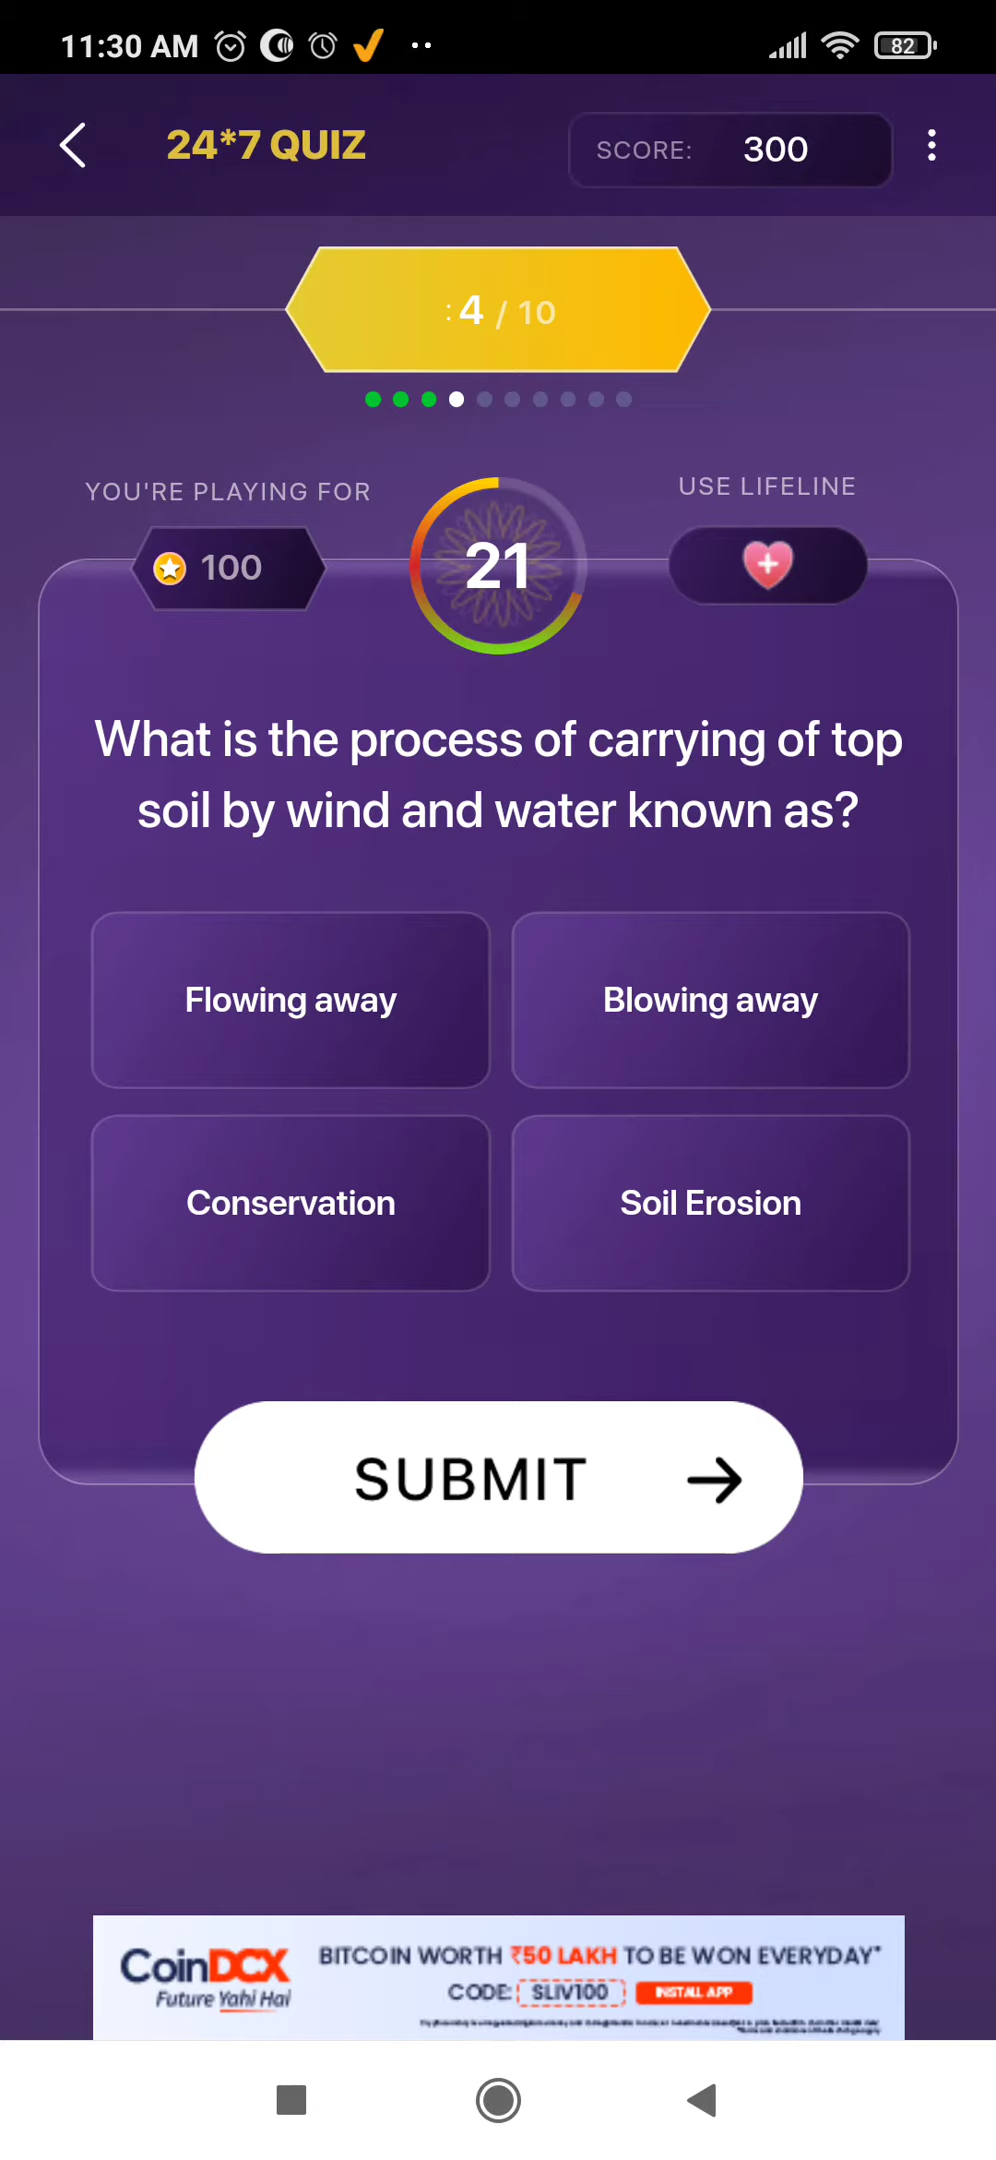 11:30 AM
82
24*7 QUIZ
SCORE: 300
: 4 / 10
YOU'RE PLAYING FOR
USE LIFELINE
100
21
What is the process of carrying of top
soil by wind and water known as?
Flowing away
Blowing away
Conservation
Soil Erosion
SUBMIT
CoinDCX
Future Yahi Hai
BITCOIN WORTH ₹50 LAKH TO BE WON EVERYDAY*
CODE: SLIV100
INSTALL APP